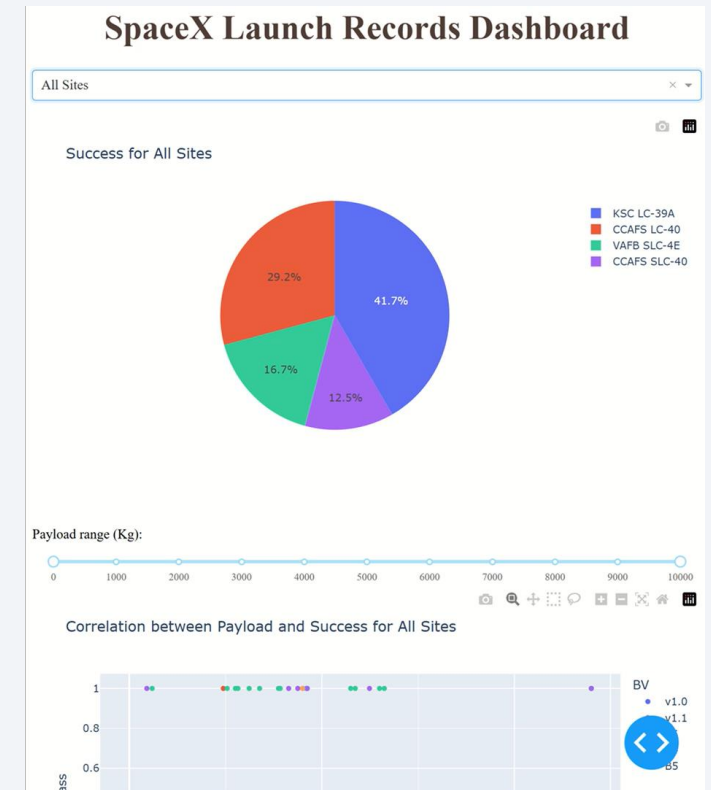 SpaceX Launch Records Dashboard
All Sites
Success for All Sites
KSC LC-39A
CCAFS LC-40
VAFB SLC-4E
CCAFS SLC-40
29.2%
41.7%
16.7%
12.5%
Payload range (Kg):
0 1000 2000 3000 4000 5000 6000 7000 8000 9000 10000
Correlation between Payload and Success for All Sites
BV
1
v1.0
v1.1
0.8
B5
0.6